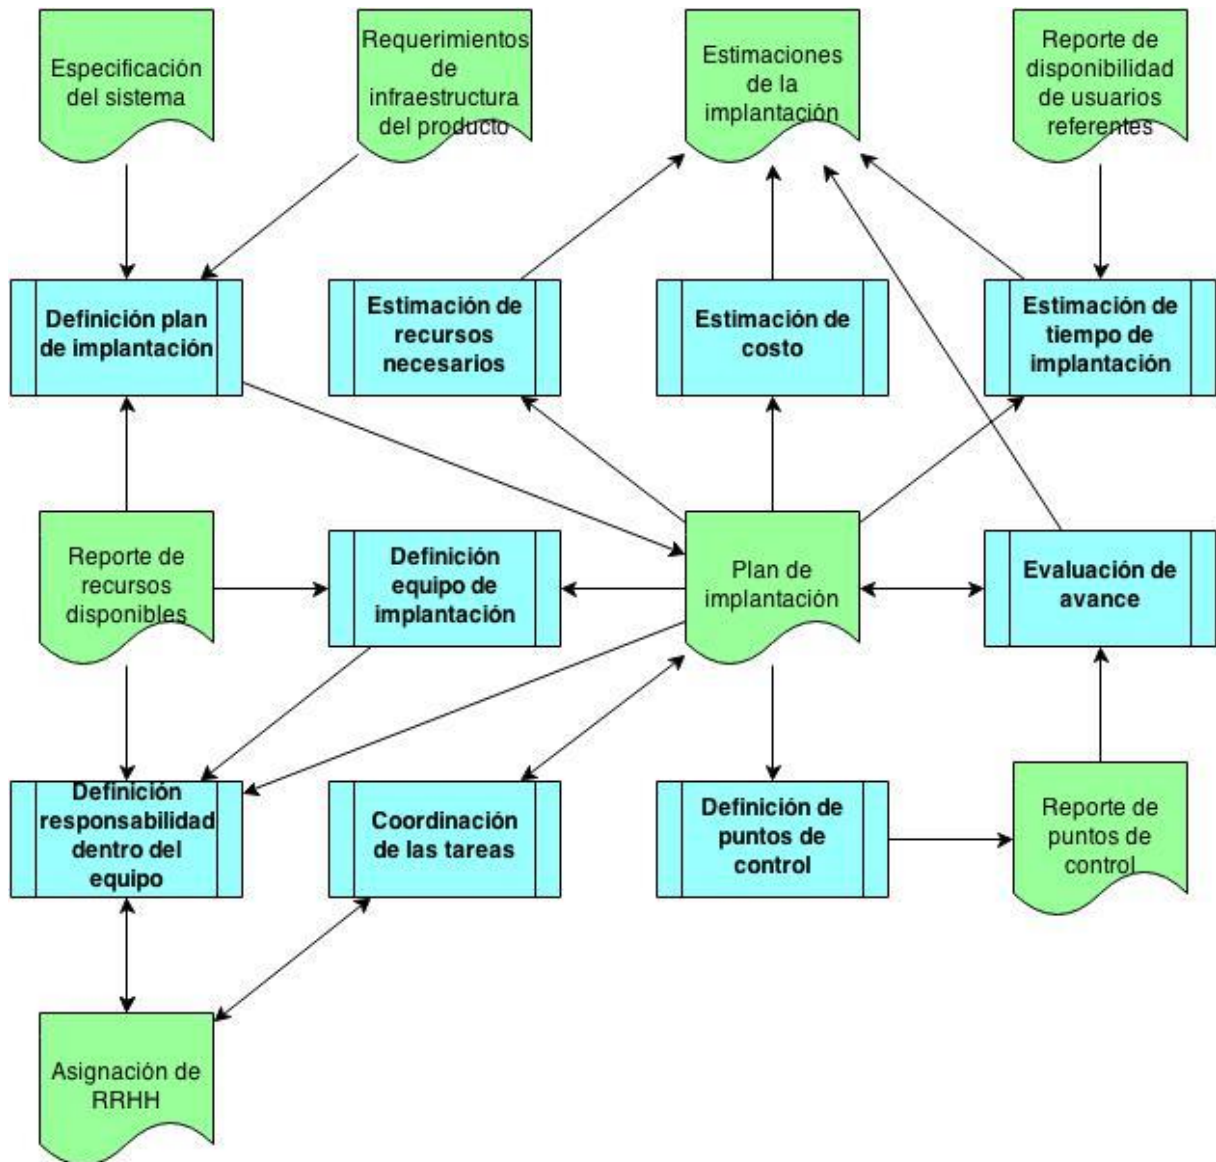 Especificación
del sistema
Requerimientos
de
infraestructura
del producto
Estimaciones
de la
implantación
Reporte de
disponibilidad
de usuarios
referentes
Definición plan
de implantación
Estimación de
recursos
necesarios
Estimación de
costo
Estimación de
tiempo de
implantación
Reporte de
recursos
disponibles
Definición
equipo de
implantación
Plan de
implantación
Evaluación de
avance
Definición
responsabilidad
dentro del
equipo
Coordinación
de las tareas
Definición de
puntos de
control
Reporte de
puntos de
control
Asignación de
RRHH